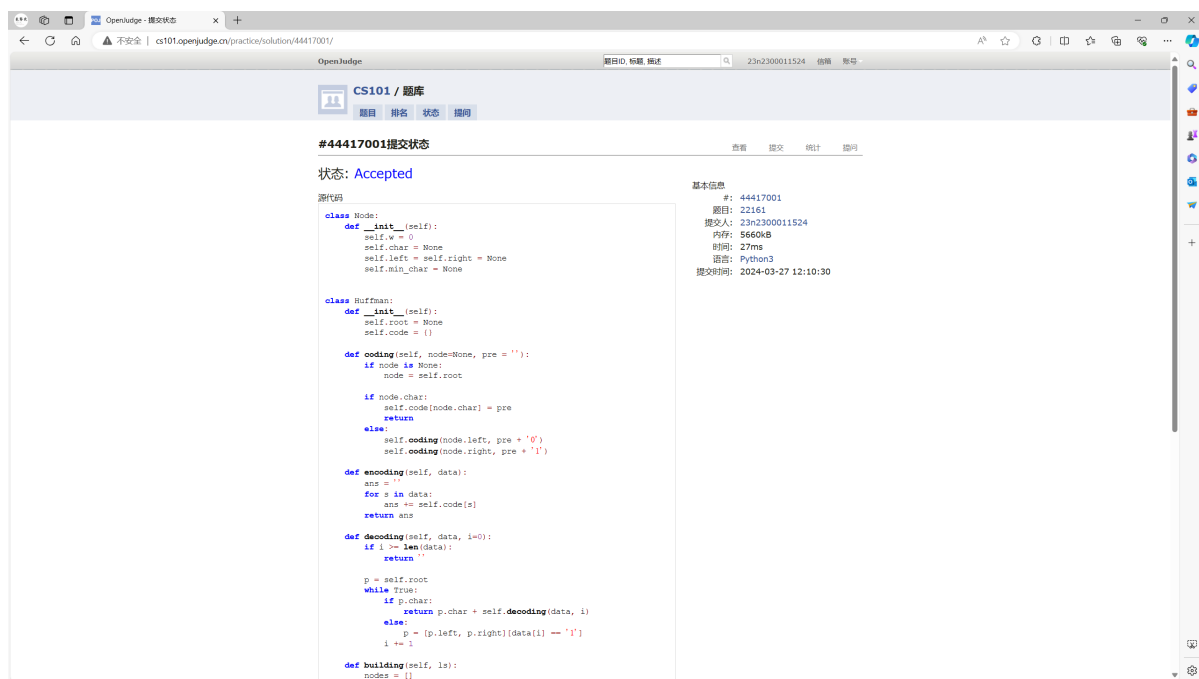 OpenJudge - 提交状态
不安全 | cs101.openjudge.cn/practice/solution/44417001/
OpenJudge 题目ID, 标题, 描述 23n2300011524 信箱 账号
CS101 / 题库
题目 排名 状态 提问
#44417001提交状态 查看 提交 统计 提问
状态: Accepted
源代码
class Node:
    def __init__(self):
        self.w = 0
        self.char = None
        self.left = self.right = None
        self.min_char = None
class Huffman:
    def __init__(self):
        self.root = None
        self.code = {}
    def coding(self, node=None, pre = ''):
        if node is None:
            node = self.root
        if node.char:
            self.code[node.char] = pre
            return
        else:
            self.coding(node.left, pre + '0')
            self.coding(node.right, pre + '1')
    def encoding(self, data):
        ans = ''
        for s in data:
            ans += self.code[s]
        return ans
    def decoding(self, data, i=0):
        if i >= len(data):
            return ''
        p = self.root
        while True:
            if p.char:
                return p.char + self.decoding(data, i)
            else:
                p = [p.left, p.right][data[i] == '1']
            i += 1
    def building(self, ls):
        nodes = []
基本信息
#: 44417001
题目: 22161
提交人: 23n2300011524
内存: 5660kB
时间: 27ms
语言: Python3
提交时间: 2024-03-27 12:10:30